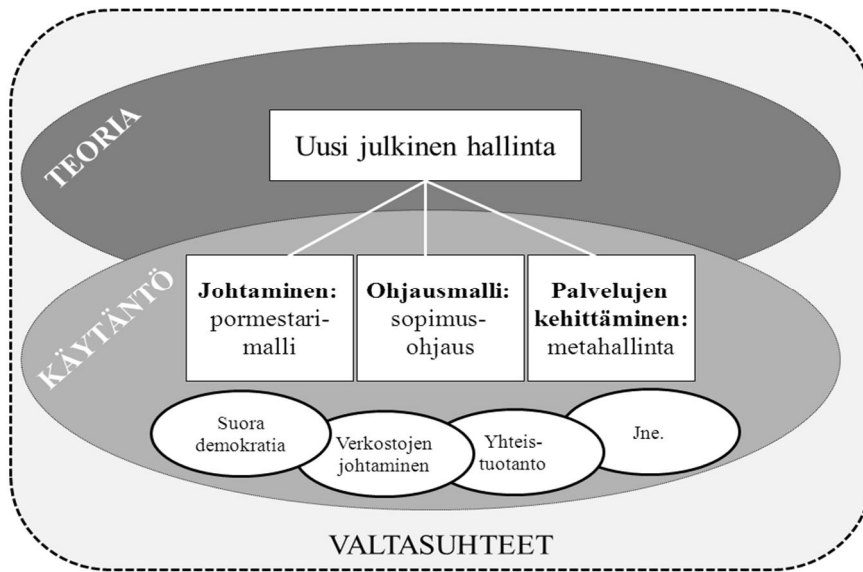 TEORIA
Uusi julkinen hallinta
KÄYTÄNTÖ
Johtaminen:
pormestari-
malli
Ohjausmalli:
sopimus-
ohjaus
Palvelujen
kehittäminen:
metahallinta
Suora
demokratia
Verkostojen
johtaminen
Yhteis-
tuotanto
Jne.
VALTASUHTEET